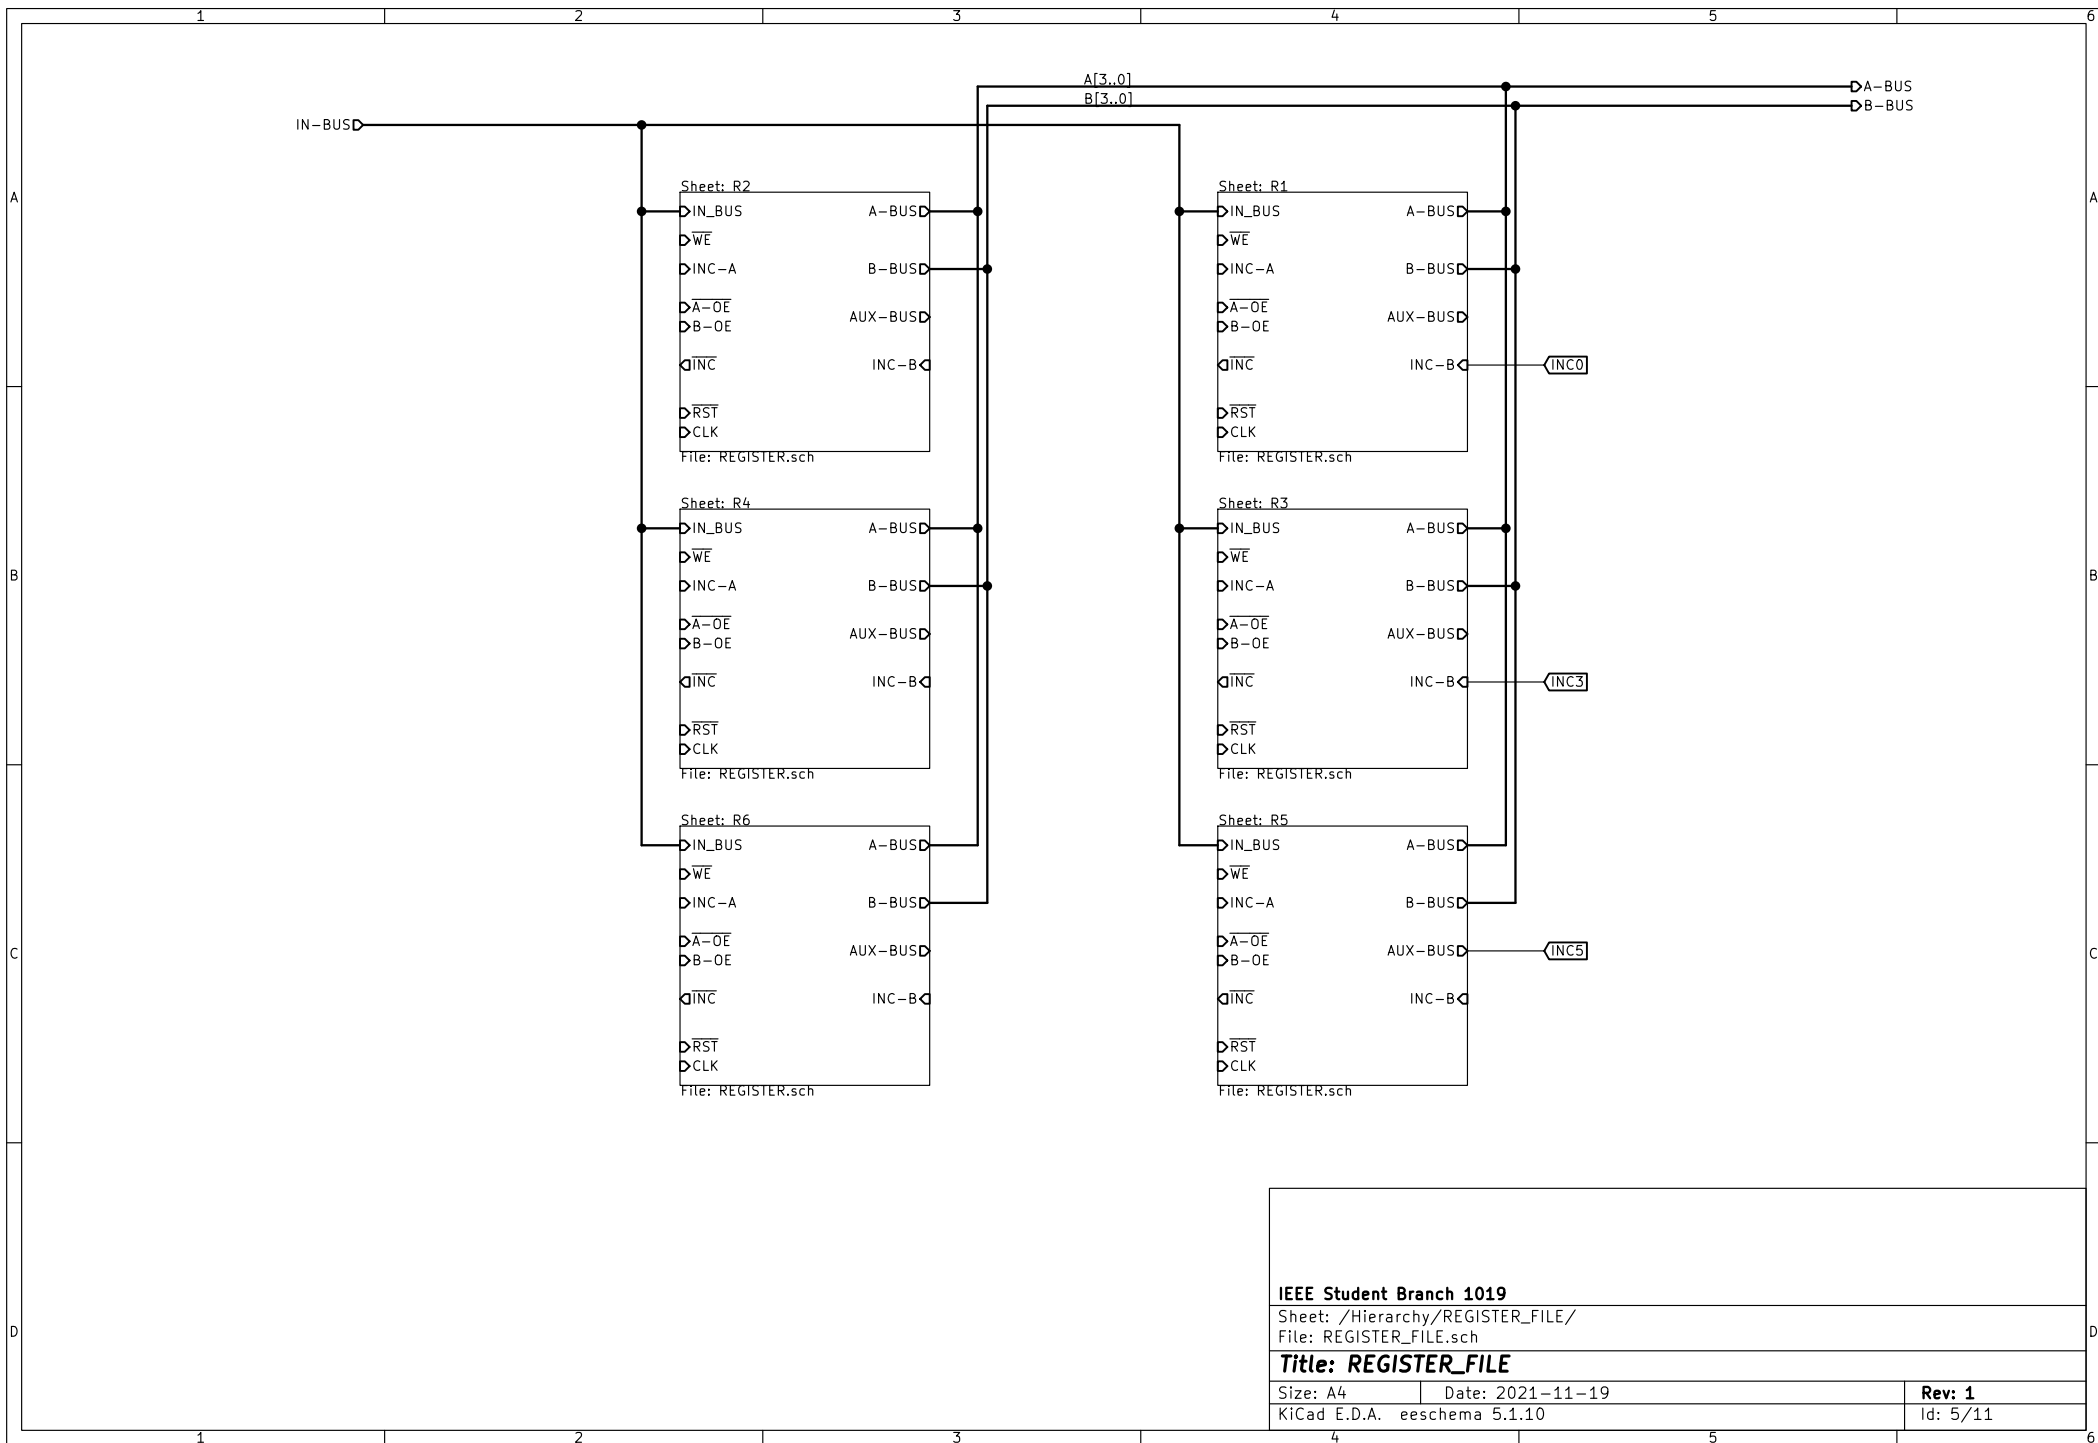 1 2 3 4 5 6
A[3..0]
A-BUS
B[3..0]
B-BUS
IN-BUS
A A
Sheet: R2
IN_BUS A-BUS
WE
INC-A B-BUS
A-OE
AUX-BUS
B-OE
INC INC-B
RST
CLK
File: REGISTER.sch
Sheet: R1
IN_BUS A-BUS
WE
INC-A B-BUS
A-OE
AUX-BUS
B-OE
INC INC-B INC0
RST
CLK
File: REGISTER.sch
B B
Sheet: R4
IN_BUS A-BUS
WE
INC-A B-BUS
A-OE
AUX-BUS
B-OE
INC INC-B
RST
CLK
File: REGISTER.sch
Sheet: R3
IN_BUS A-BUS
WE
INC-A B-BUS
A-OE
AUX-BUS
B-OE
INC INC-B INC3
RST
CLK
File: REGISTER.sch
C C
Sheet: R6
IN_BUS A-BUS
WE
INC-A B-BUS
A-OE
AUX-BUS
B-OE
INC INC-B
RST
CLK
File: REGISTER.sch
Sheet: R5
IN_BUS A-BUS
WE
INC-A B-BUS
A-OE
AUX-BUS INC5
B-OE
INC INC-B
RST
CLK
File: REGISTER.sch
D D
IEEE Student Branch 1019
Sheet: /Hierarchy/REGISTER_FILE/
File: REGISTER_FILE.sch
Title: REGISTER_FILE
Size: A4 Date: 2021-11-19 Rev: 1
KiCad E.D.A. eeschema 5.1.10 Id: 5/11
1 2 3 4 5 6